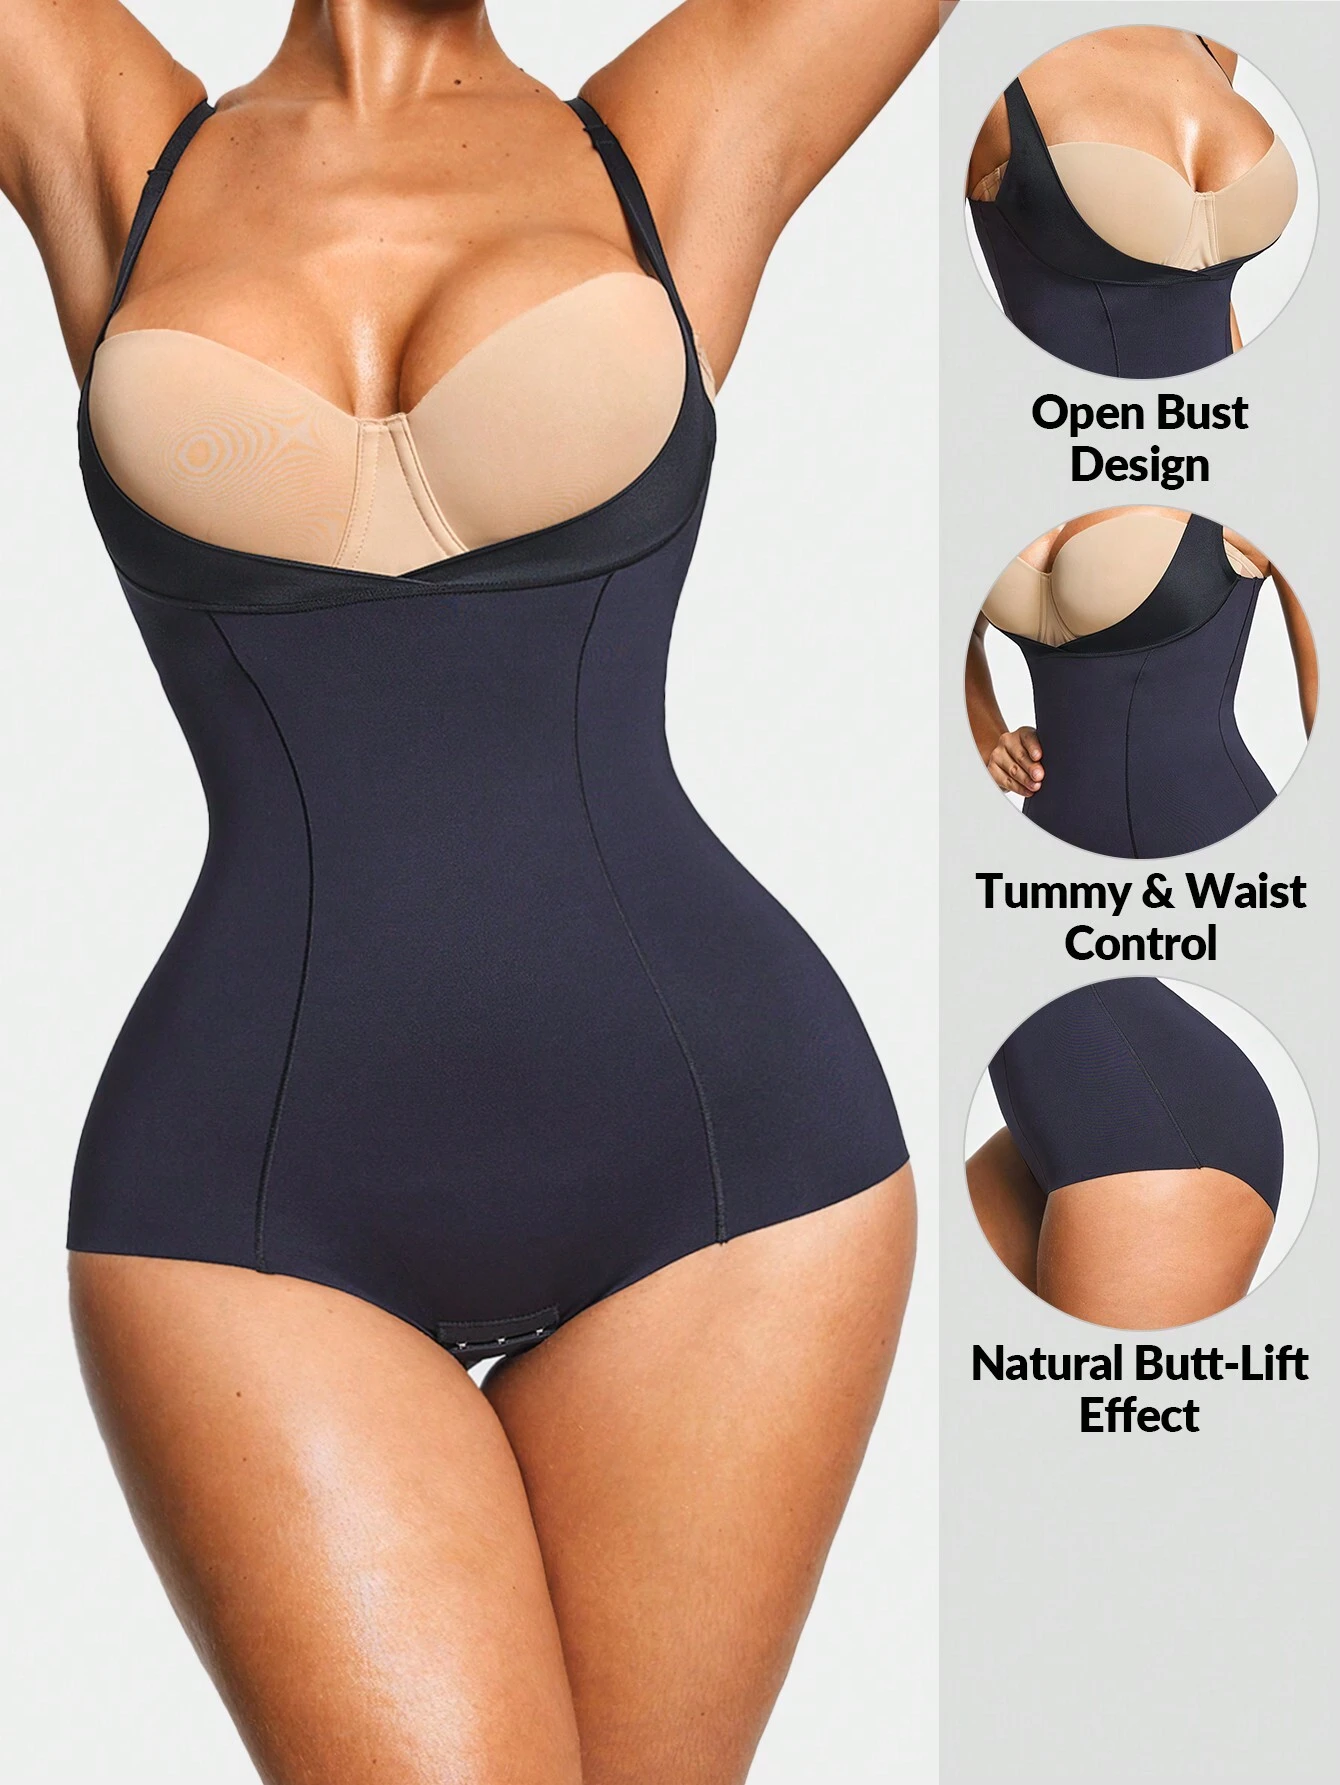 Open Bust
Design
Tummy & Waist
Control
Natural Butt-Lift
Effect